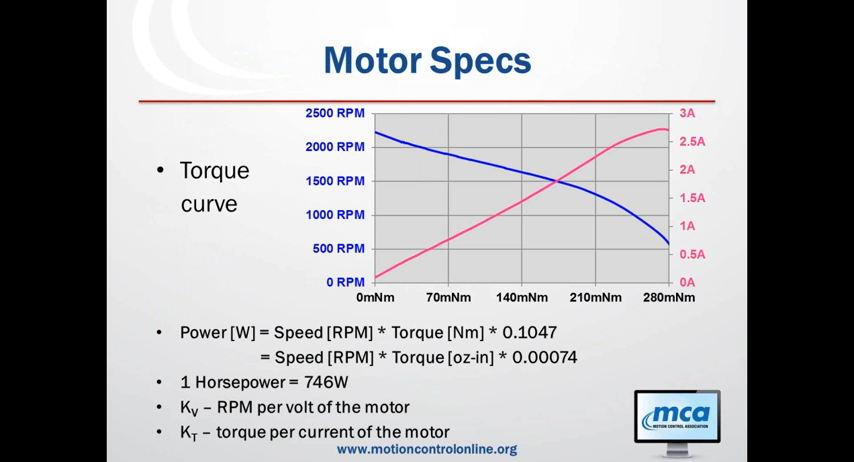 Motor Specs
• Torque
curve
2500 RPM
2000 RPM
1500 RPM
1000 RPM
500 RPM
0 RPM
3A
2.5A
2A
1.5A
1A
0.5A
0A
0mNm 70mNm 140mNm 210mNm 280mNm
• Power [W] = Speed [RPM] * Torque [Nm] * 0.1047
= Speed [RPM] * Torque [oz-in] * 0.00074
• 1 Horsepower = 746W
• KV – RPM per volt of the motor
• KT – torque per current of the motor
mca
MOTION CONTROL ASSOCIATION
www.motioncontrolonline.org